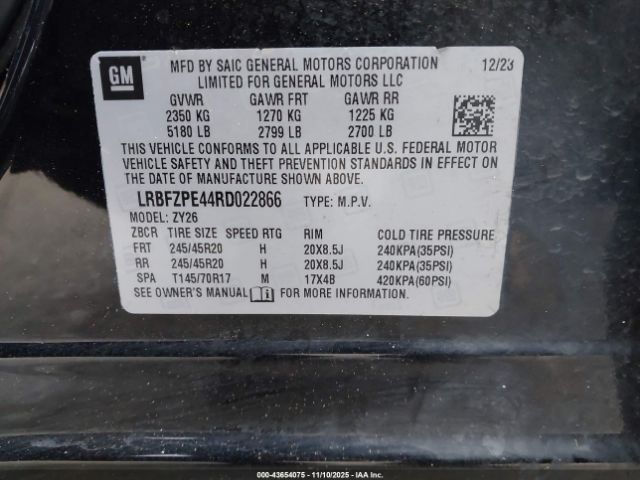 GM
MFD BY SAIC GENERAL MOTORS CORPORATION 12/23
LIMITED FOR GENERAL MOTORS LLC
GVWR GAWR FRT GAWR RR
2350 KG 1270 KG 1225 KG
5180 LB 2799 LB 2700 LB
THIS VEHICLE CONFORMS TO ALL APPLICABLE U.S. FEDERAL MOTOR
VEHICLE SAFETY AND THEFT PREVENTION STANDARDS IN EFFECT ON
THE DATE OF MANUFACTURE SHOWN ABOVE.
LRBFZPE44RD022866 TYPE: M.P.V.
MODEL: ZY26
ZBCR TIRE SIZE SPEED RTG RIM COLD TIRE PRESSURE
FRT 245/45R20 H 20X8.5J 240KPA(35PSI)
RR 245/45R20 H 20X8.5J 240KPA(35PSI)
SPA T145/70R17 M 17X4B 420KPA(60PSI)
SEE OWNER'S MANUAL FOR MORE INFORMATION.
000-43654075 - 11/10/2025 - IAAI.COM